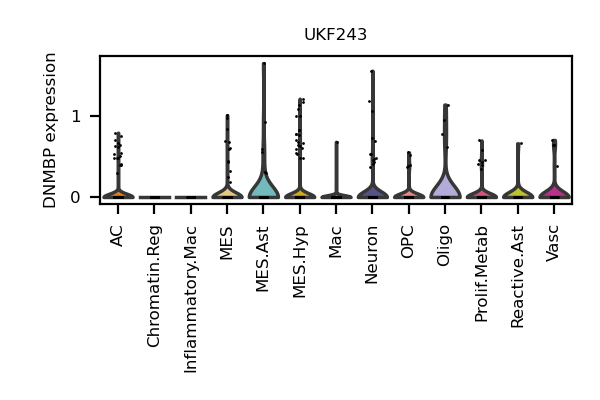 UKF243
DNMBP expression
1
0
AC
Chromatin.Reg
Inflammatory.Mac
MES
MES.Ast
MES.Hyp
Mac
Neuron
OPC
Oligo
Prolif.Metab
Reactive.Ast
Vasc